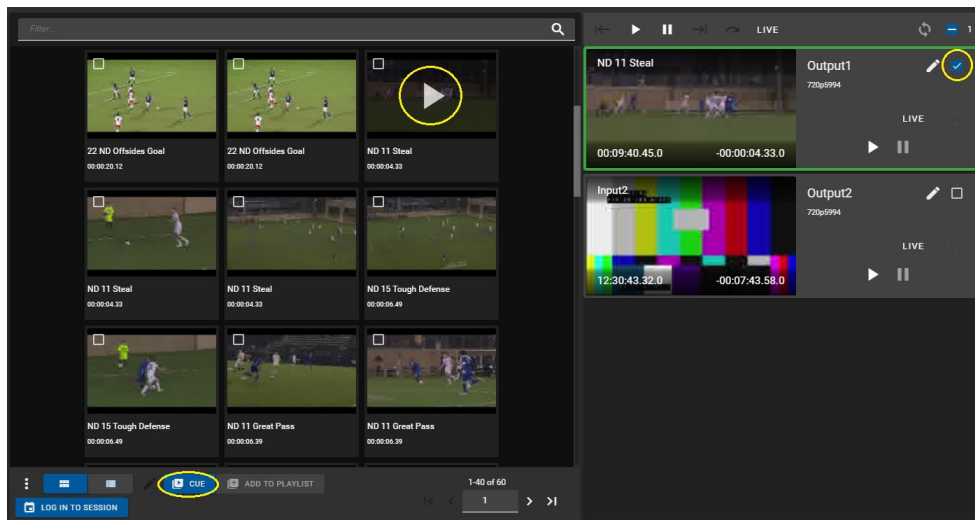 Filter...
LIVE
1
22 ND Offsides Goal
00:00:20.12
22 ND Offsides Goal
00:00:20.12
ND 11 Steal
00:00:04.33
ND 11 Steal
00:00:04.33
ND 11 Steal
00:00:04.33
ND 15 Tough Defense
00:00:06.49
ND 15 Tough Defense
00:00:06.49
ND 11 Great Pass
00:00:06.39
ND 11 Great Pass
00:00:06.39
CUE
ADD TO PLAYLIST
1-40 of 60
1
LOG IN TO SESSION
ND 11 Steal
00:09:40.45.0
-00:00:04.33.0
Output1
720p5994
LIVE
Input2
12:30:43.32.0
-00:07:43.58.0
Output2
720p5994
LIVE